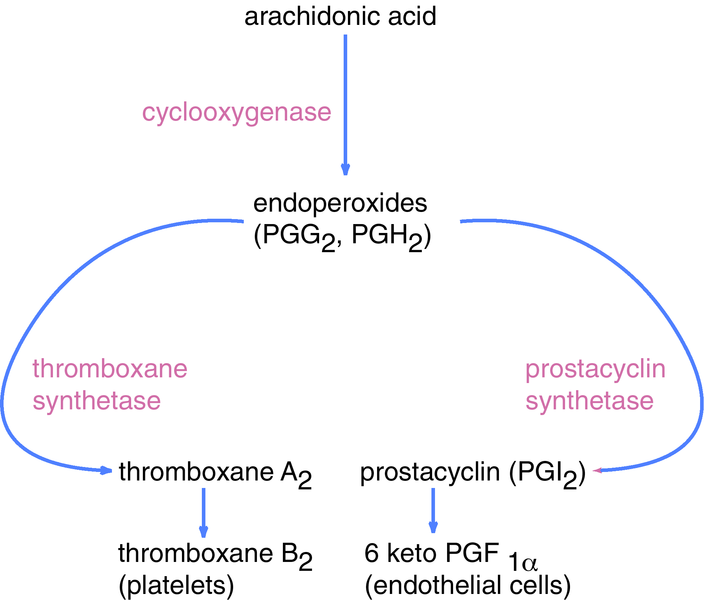 arachidonic acid
cyclooxygenase
endoperoxides
(PGG2, PGH2)
thromboxane
synthetase
prostacyclin
synthetase
thromboxane A2
prostacyclin (PGI2)
thromboxane B2
(platelets)
6 keto PGF 1α
(endothelial cells)